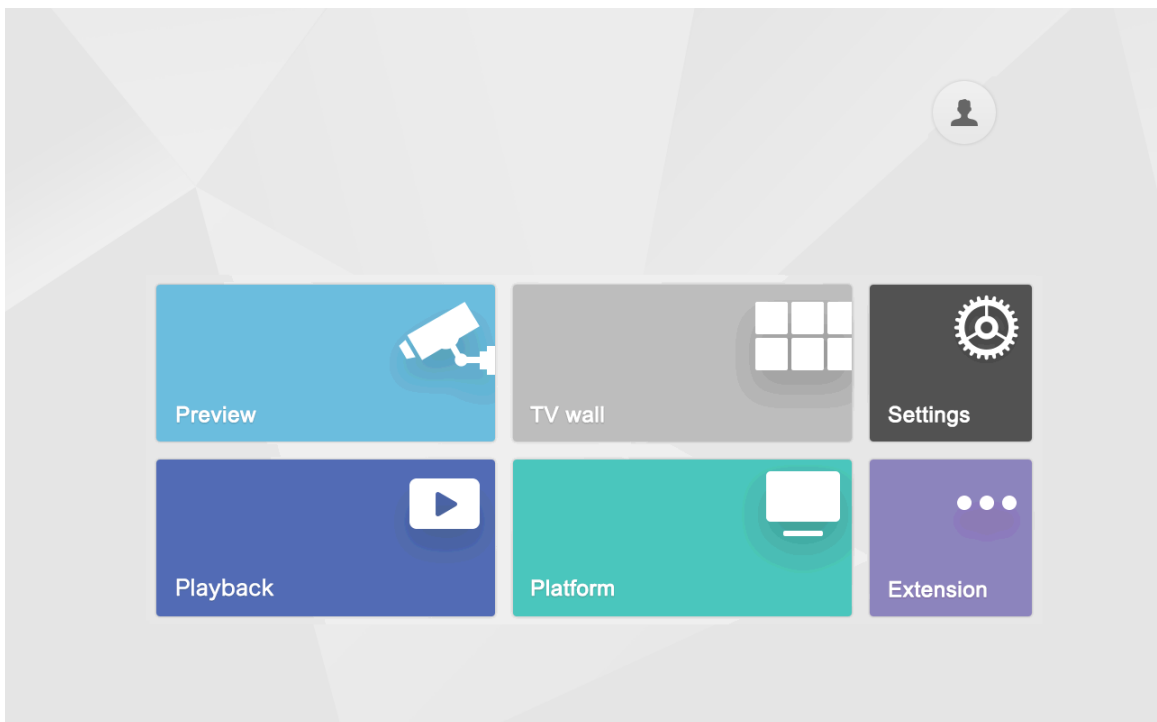 Preview
TV wall
Settings
Playback
Platform
Extension